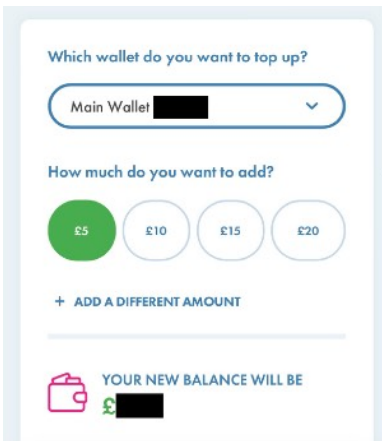 Which wallet do you want to top up?
Main Wallet
How much do you want to add?
£5 £10 £15 £20
+ ADD A DIFFERENT AMOUNT
YOUR NEW BALANCE WILL BE
£